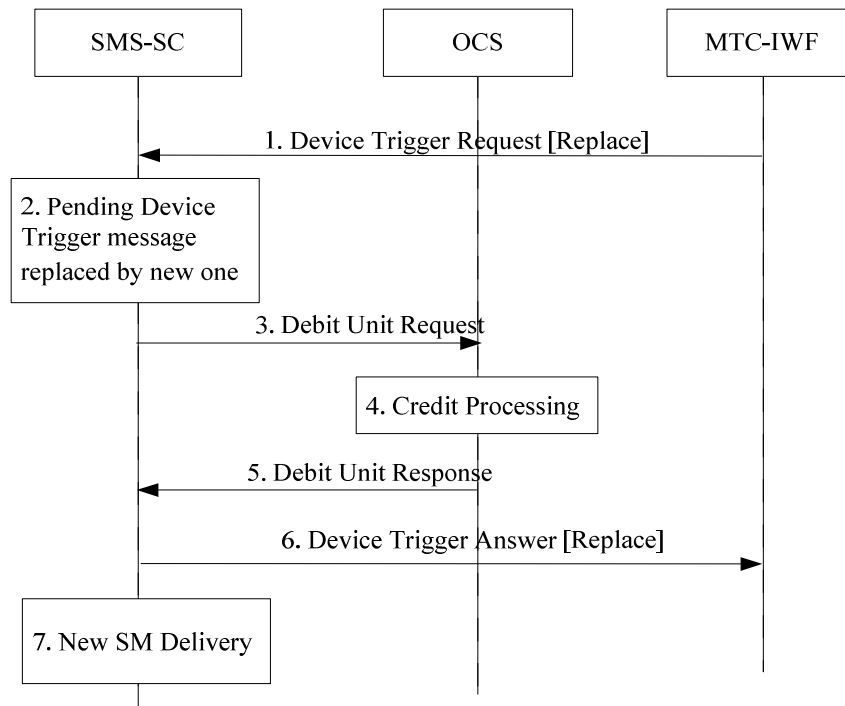 SMS-SC
OCS
MTC-IWF
1. Device Trigger Request [Replace]
2. Pending Device
Trigger message
replaced by new one
3. Debit Unit Request
4. Credit Processing
5. Debit Unit Response
6. Device Trigger Answer [Replace]
7. New SM Delivery